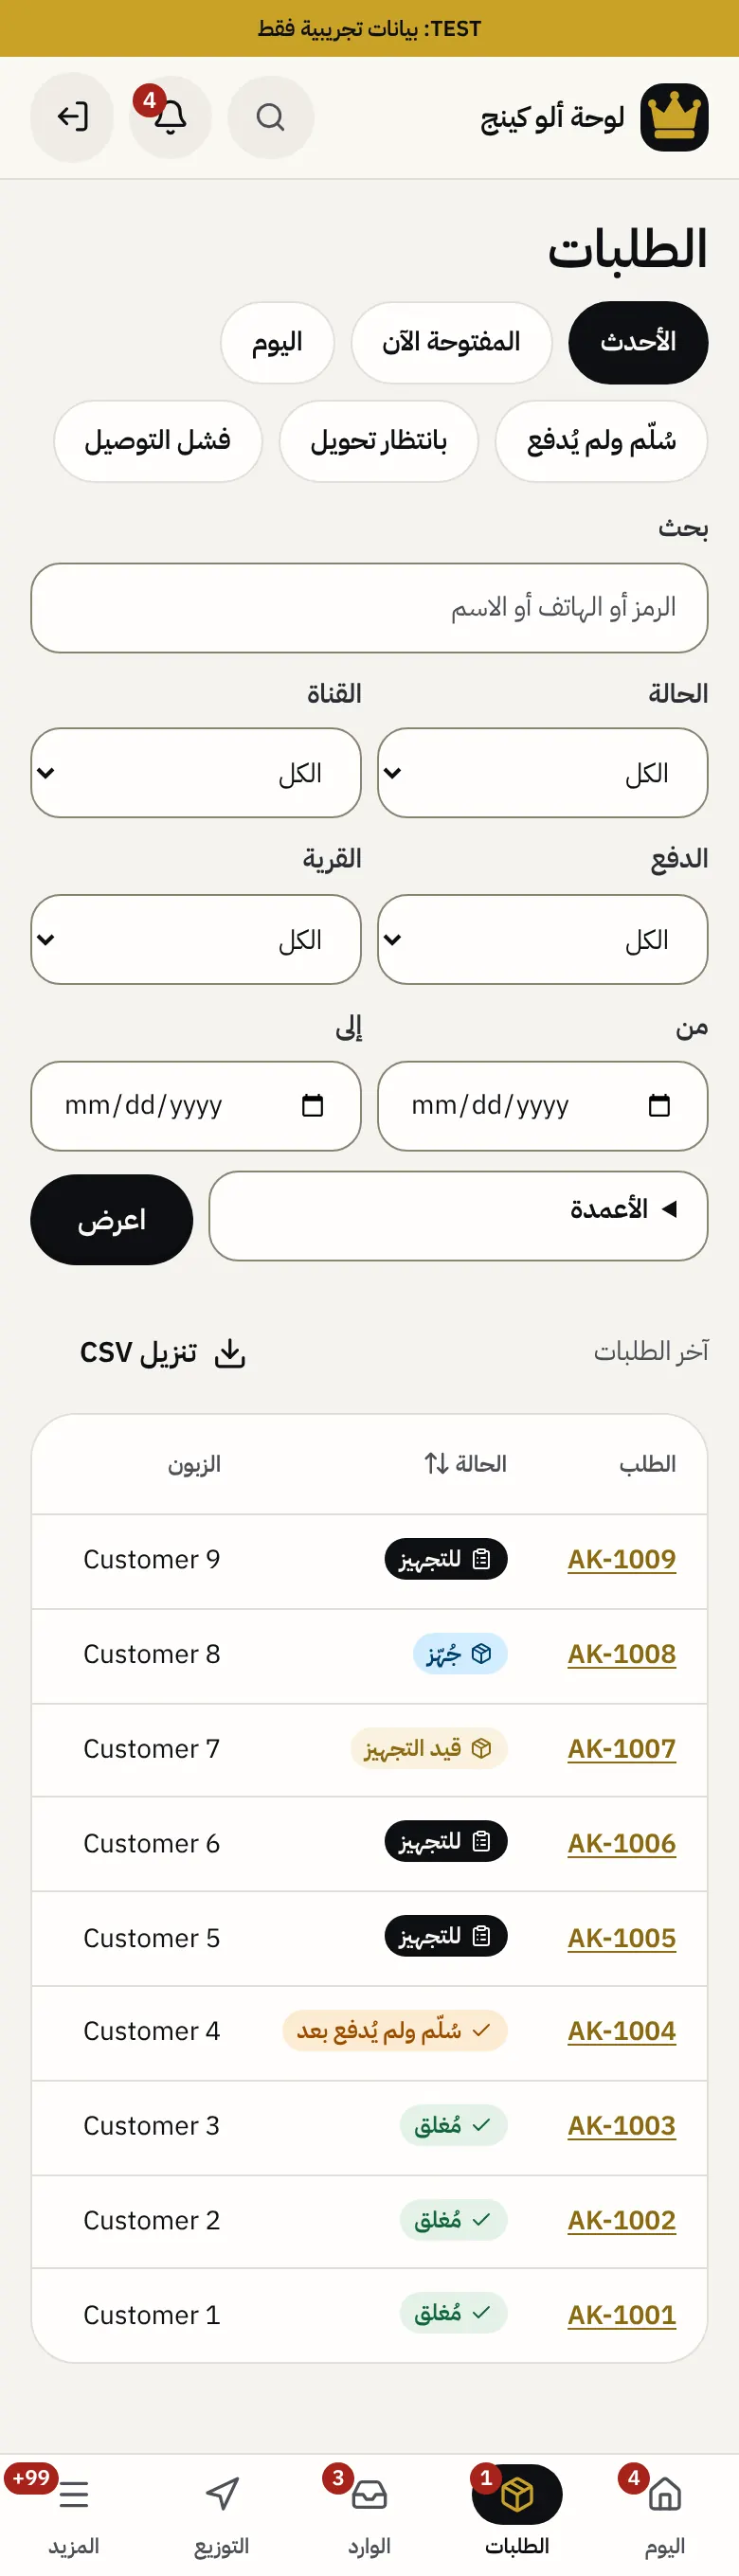 TEST: بيانات تجريبية فقط
لوحة ألو كينج
4
الطلبات
الأحدث
المفتوحة الآن
اليوم
سُلّم ولم يُدفع
بانتظار تحويل
فشل التوصيل
بحث
الرمز أو الهاتف أو الاسم
الحالة
القناة
الكل
الكل
الدفع
القرية
الكل
الكل
من
إلى
mm/dd/yyyy
mm/dd/yyyy
الأعمدة
اعرض
آخر الطلبات
تنزيل CSV
الطلب الحالة الزبون
AK-1009 للتجهيز Customer 9
AK-1008 جُهّز Customer 8
AK-1007 قيد التجهيز Customer 7
AK-1006 للتجهيز Customer 6
AK-1005 للتجهيز Customer 5
AK-1004 سُلّم ولم يُدفع بعد Customer 4
AK-1003 مُغلق Customer 3
AK-1002 مُغلق Customer 2
AK-1001 مُغلق Customer 1
4
1
3
+99
اليوم
الطلبات
الوارد
التوزيع
المزيد